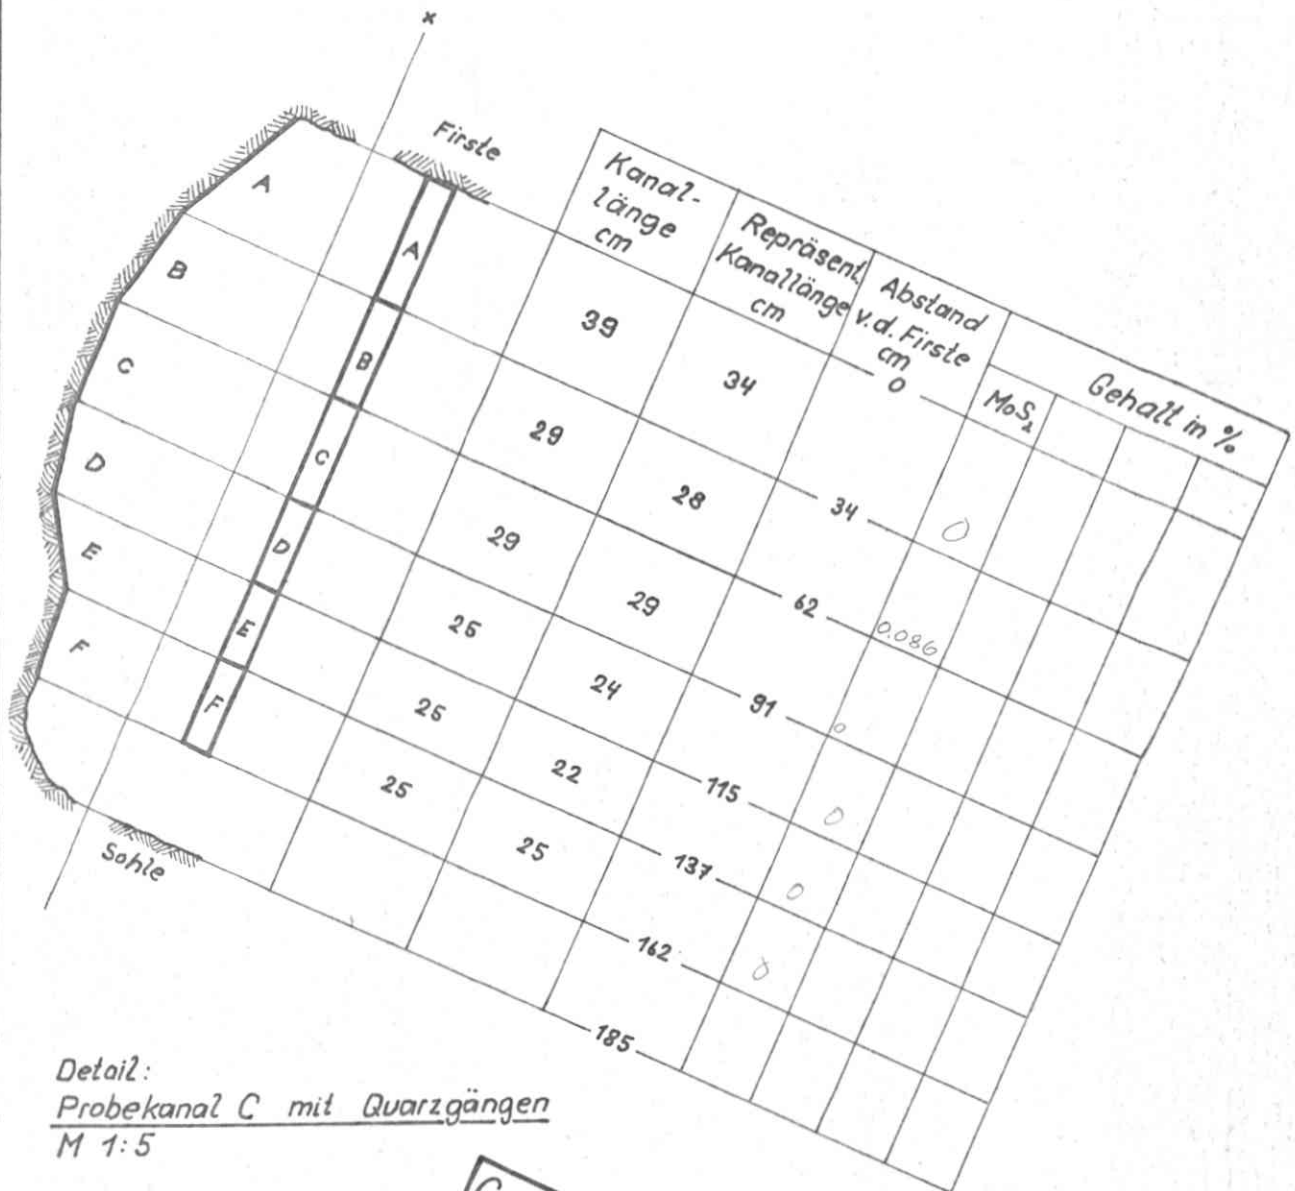 x
Firste
A
B
C
D
E
F
A
B
C
D
E
F
Sohle
Kanal-
länge
cm
Repräsent.
Kanallänge
cm
Abstand
v.d. Firste
cm
Gehalt in %
MoS₂
0
39
34
34
0
29
28
62
0.086
29
29
91
0
25
24
115
0
25
22
137
0
25
25
162
0
185
Detail:
Probekanal C mit Quarzgängen
M 1:5
C